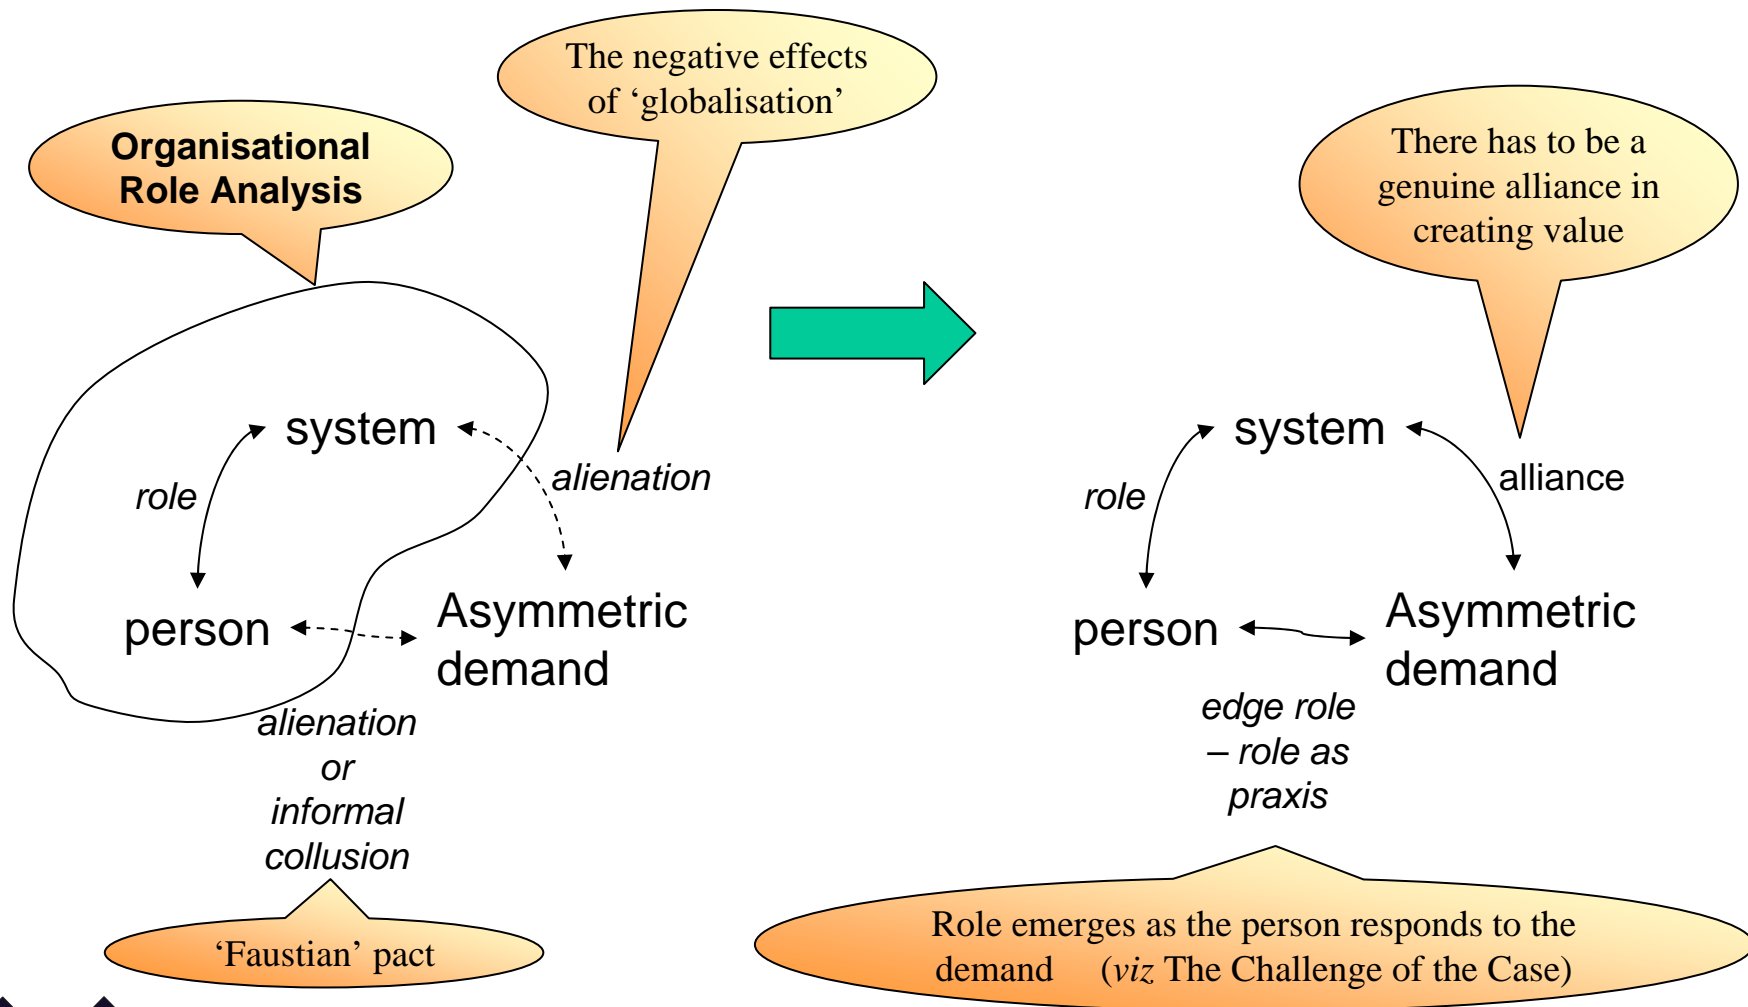 The negative effects
of ‘globalisation’
Organisational
Role Analysis
There has to be a
genuine alliance in
creating value
system
alienation
role
person
Asymmetric
demand
alienation
or
informal
collusion
‘Faustian’ pact
system
alliance
role
person
Asymmetric
demand
edge role
– role as
praxis
Role emerges as the person responds to the
demand (viz The Challenge of the Case)